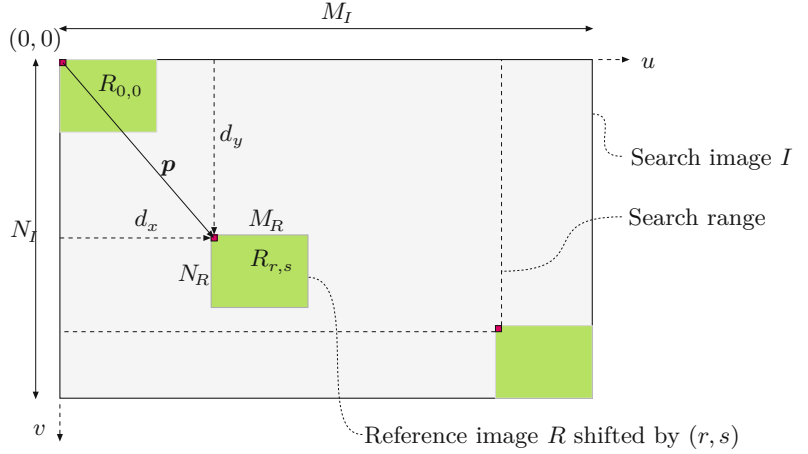 M_I
(0, 0)
u
R_{0,0}
d_y
Search image I
p
M_R
d_x
Search range
N_I
R_{r,s}
N_R
v
Reference image R shifted by (r, s)